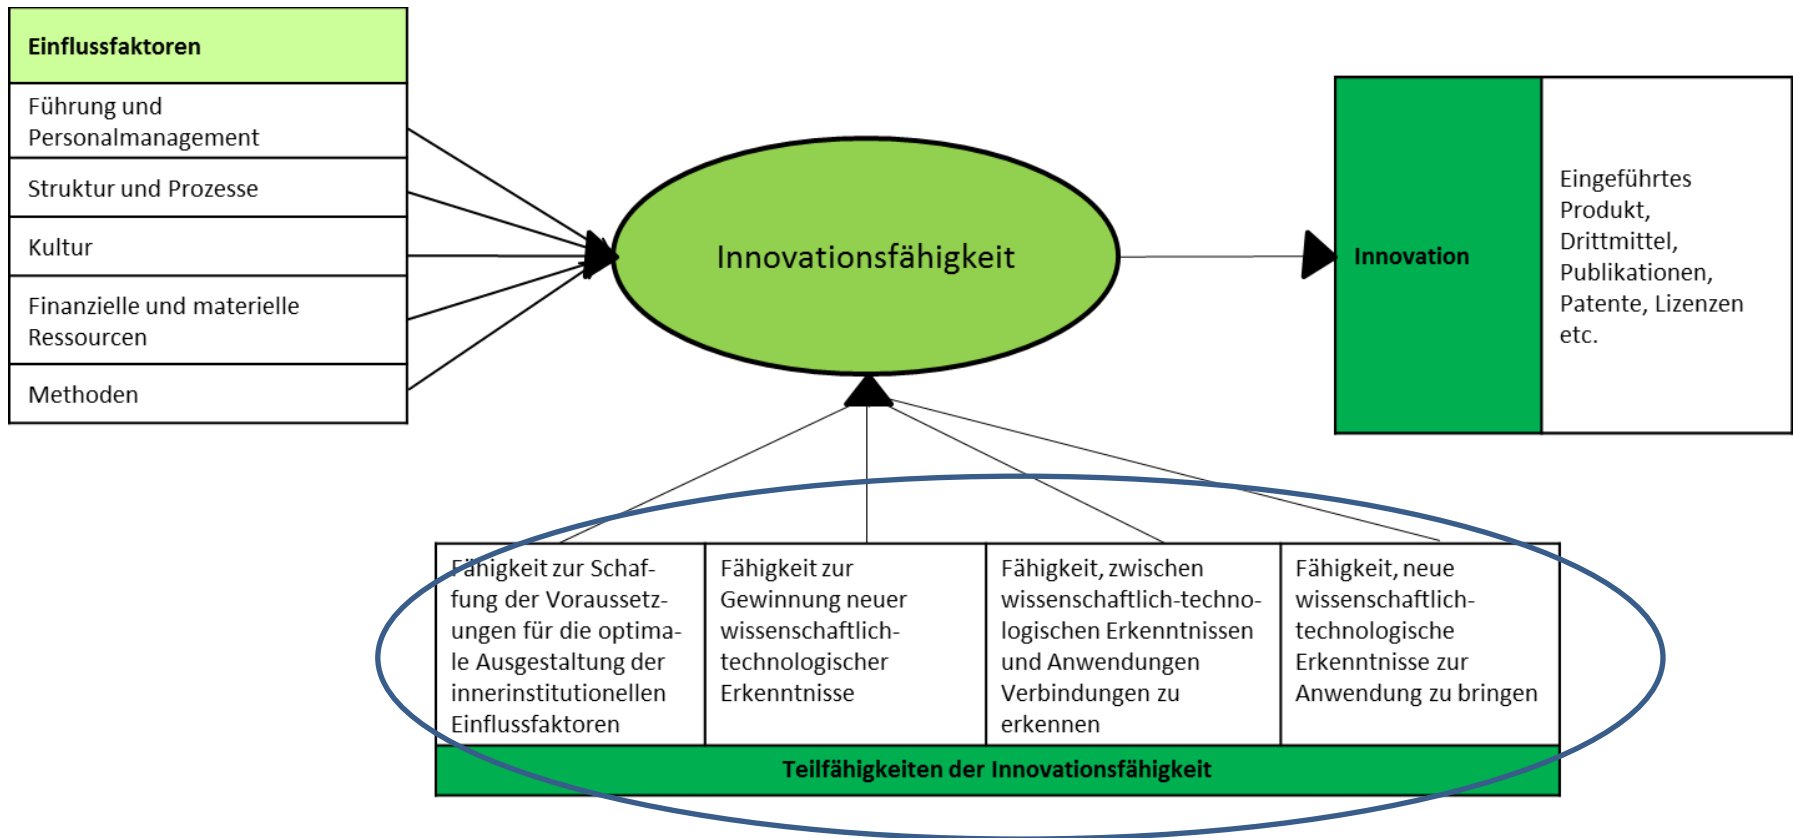 Einflussfaktoren
Führung und
Personalmanagement
Struktur und Prozesse
Kultur
Finanzielle und materielle
Ressourcen
Methoden
Innovationsfähigkeit
Innovation
Eingeführtes
Produkt,
Drittmittel,
Publikationen,
Patente, Lizenzen
etc.
Fähigkeit zur Schaf-
fung der Voraussetz-
ungen für die optima-
le Ausgestaltung der
innerinstitutionellen
Einflussfaktoren
Fähigkeit zur
Gewinnung neuer
wissenschaftlich-
technologischer
Erkenntnisse
Fähigkeit, zwischen
wissenschaftlich-techno-
logischen Erkenntnissen
und Anwendungen
Verbindungen zu
erkennen
Fähigkeit, neue
wissenschaftlich-
technologische
Erkenntnisse zur
Anwendung zu bringen
Teilfähigkeiten der Innovationsfähigkeit